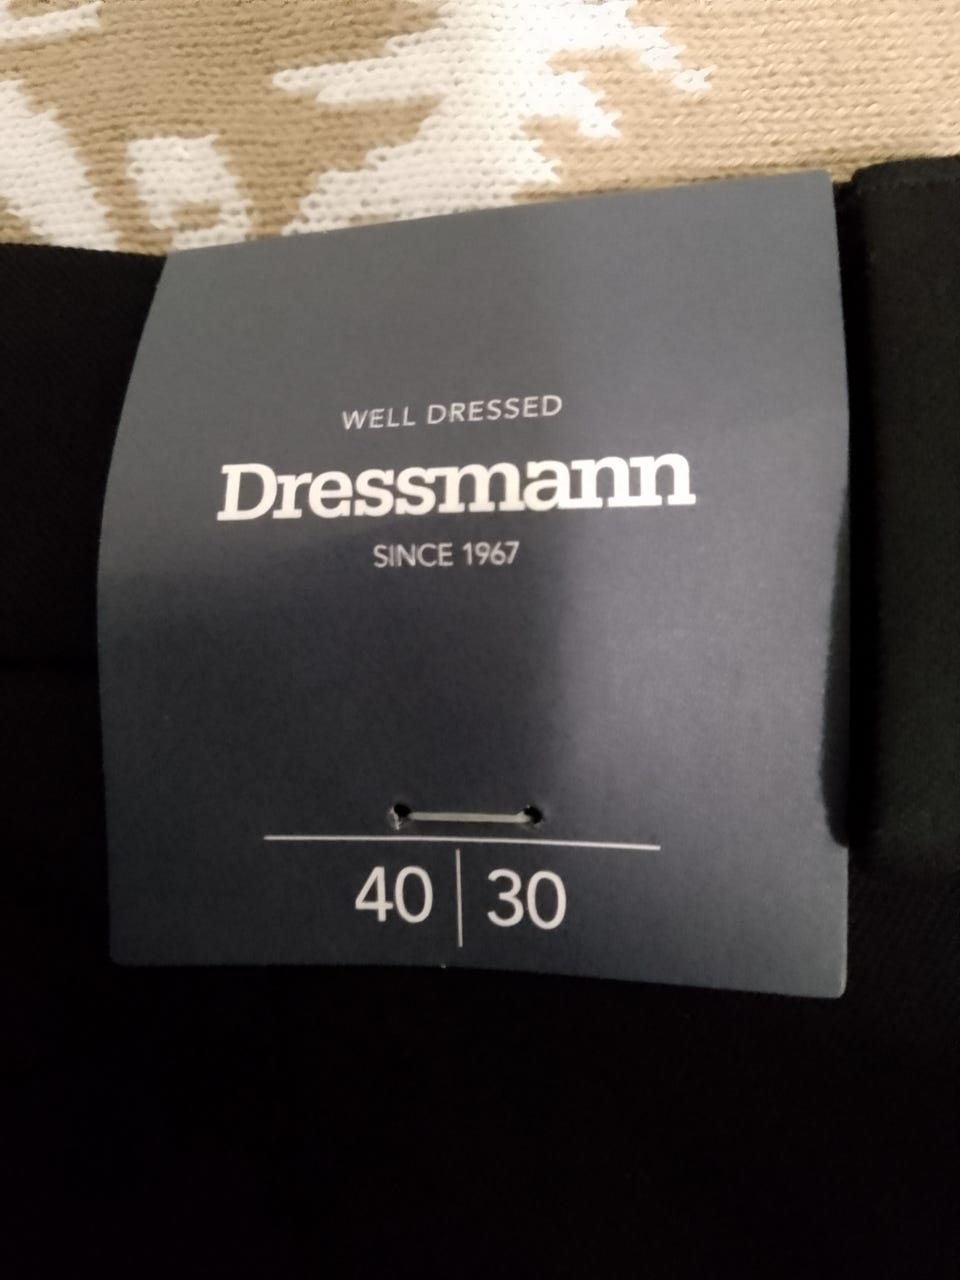 WELL DRESSED
Dressmann
SINCE 1967
40 | 30